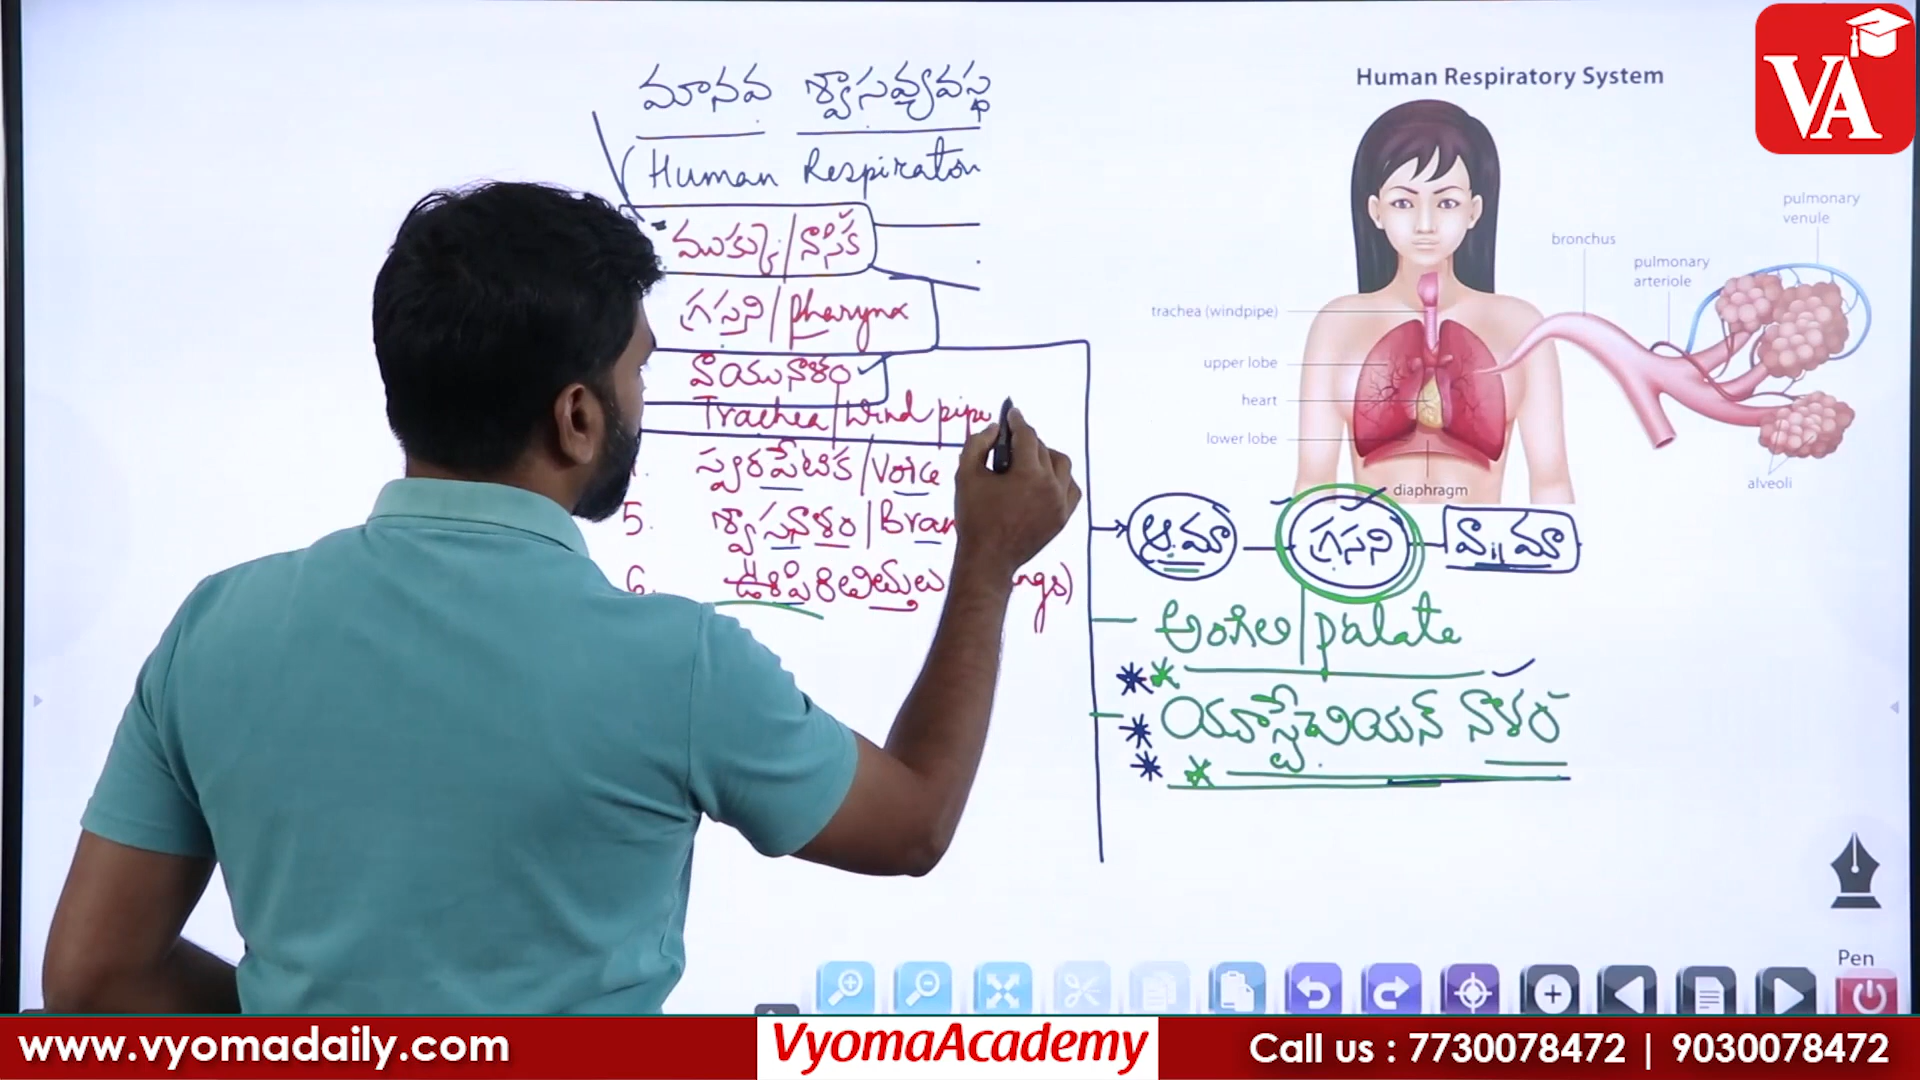 మానవ శ్వాసవ్యవస్థ
(Human Respiraton
ముక్కు/నాసిక
గ్రసని/pharynx
వాయునాళం
Trachea/wind pipe
స్వరపేటిక/Voice
5. శ్వాసనాళం/Bran
6. ఊపిరితిత్తులు ngs)
Human Respiratory System
pulmonary venule
bronchus
pulmonary arteriole
trachea (windpipe)
upper lobe
heart
lower lobe
diaphragm
alveoli
ఆ.మా గ్రసని వా.మా
అంగిలి/palate
యూస్టేచియన్ నాళం
VA
Pen
www.vyomadaily.com
VyomaAcademy
Call us : 7730078472 | 9030078472